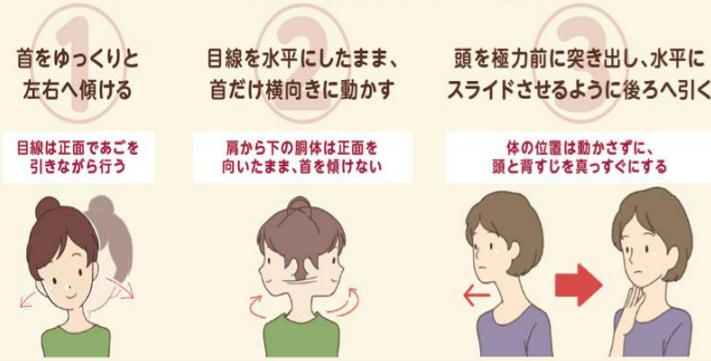 1
首をゆっくりと
左右へ傾ける
目線は正面であごを
引きながら行う
2
目線を水平にしたまま、
首だけ横向きに動かす
肩から下の胴体は正面を
向いたまま、首を傾けない
3
頭を極力前に突き出し、水平に
スライドさせるように後ろへ引く
体の位置は動かさずに、
頭と背すじを真っすぐにする